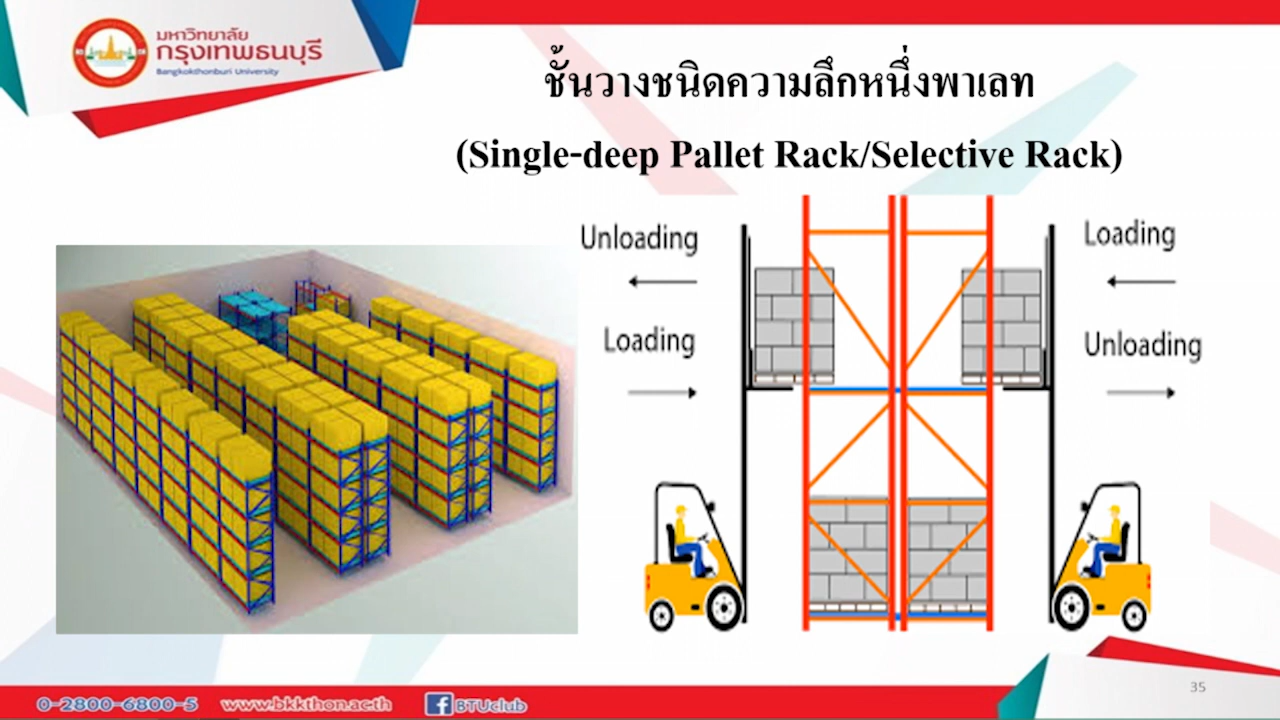 มหาวิทยาลัย
กรุงเทพธนบุรี
Bangkokthonburi University
ชั้นวางชนิดความลึกหนึ่งพาเลท
(Single-deep Pallet Rack/Selective Rack)
Unloading
Loading
Loading
Unloading
35
0-2800-6800-5 www.bkkthon.ac.th BTUclub